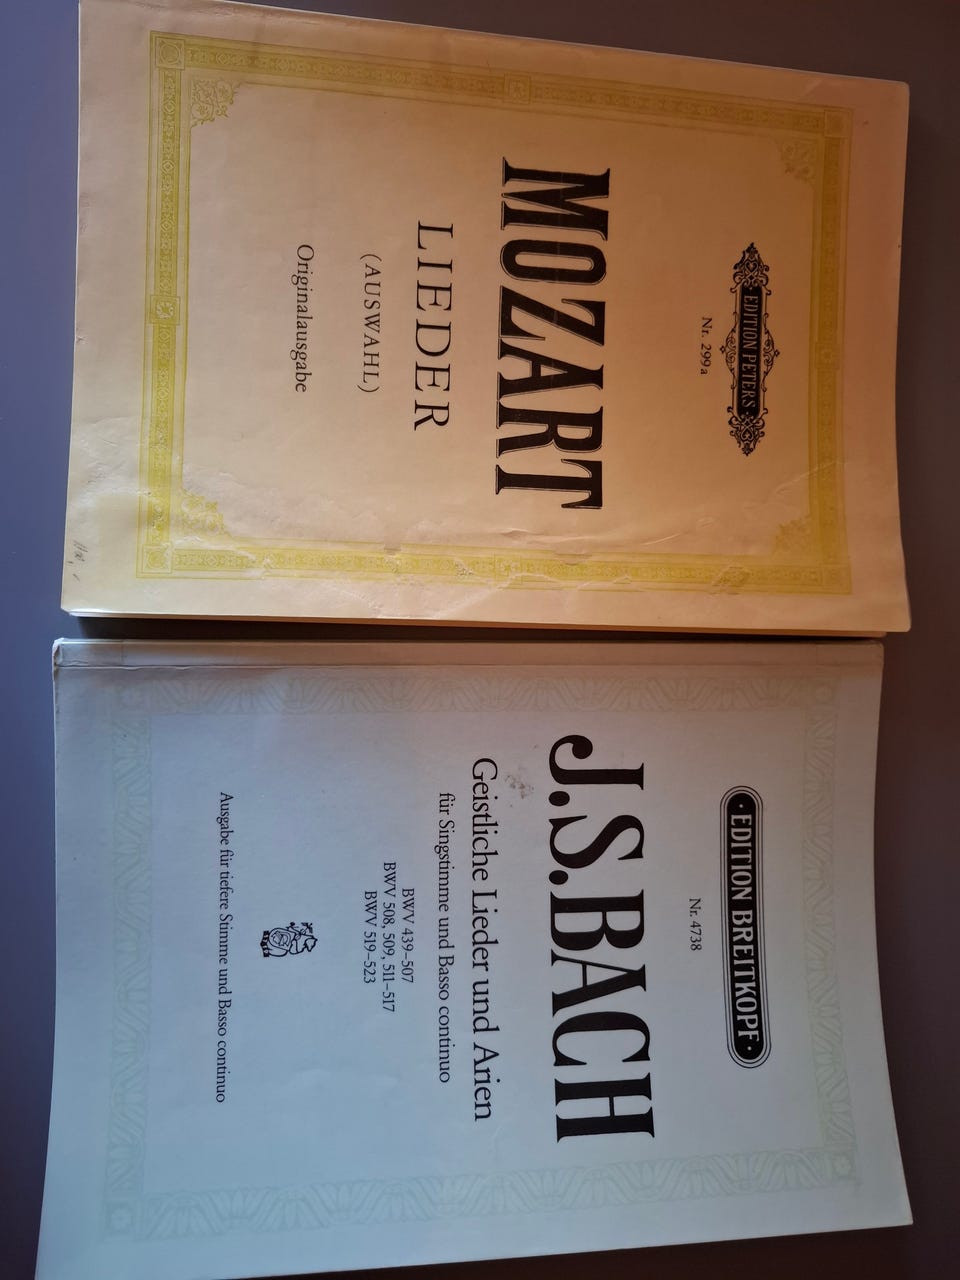 EDITION PETERS
Nr. 299a
MOZART
LIEDER
(AUSWAHL)
Originalausgabe
· EDITION BREITKOPF ·
Nr. 4738
J.S.BACH
Geistliche Lieder und Arien
für Singstimme und Basso continuo
BWV 439–507
BWV 508, 509, 511–517
BWV 519–523
Ausgabe für tiefere Stimme und Basso continuo